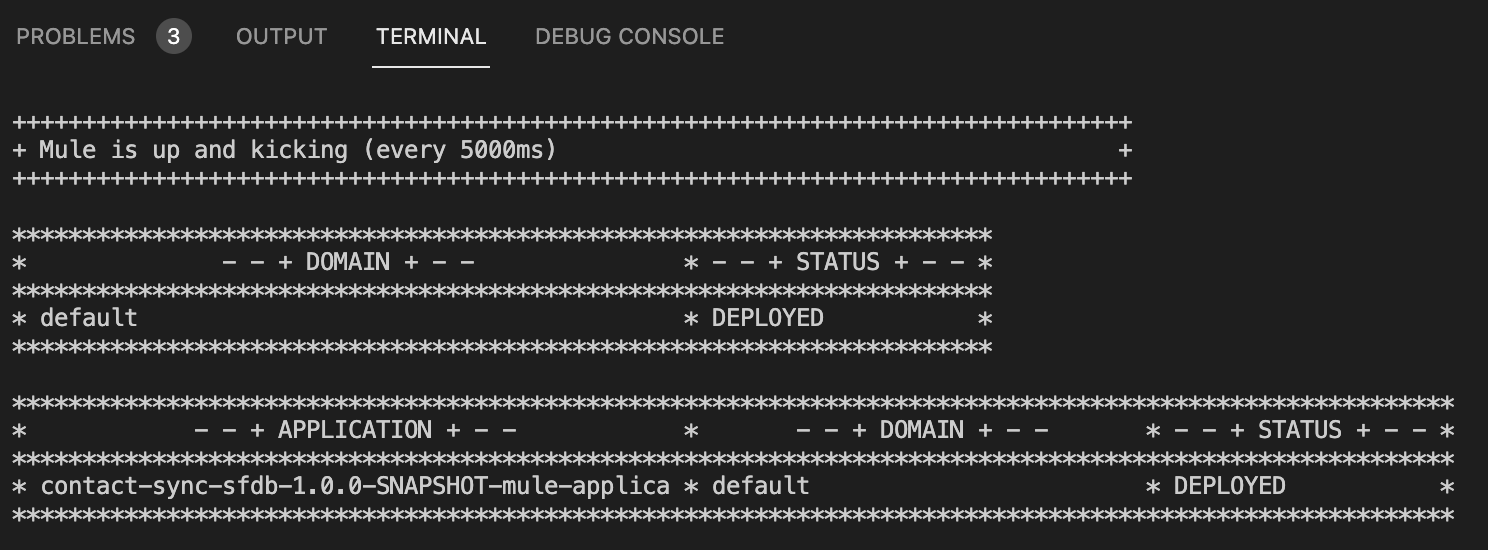 PROBLEMS 3 OUTPUT TERMINAL DEBUG CONSOLE
++++++++++++++++++++++++++++++++++++++++++++++++++++++++++++++++++++++++++++++++
+ Mule is up and kicking (every 5000ms)                                        +
++++++++++++++++++++++++++++++++++++++++++++++++++++++++++++++++++++++++++++++++
**********************************************************************
*              - - + DOMAIN + - -               * - - + STATUS + - - *
**********************************************************************
* default                                       * DEPLOYED           *
**********************************************************************
*******************************************************************************************************
*            - - + APPLICATION + - -            *       - - + DOMAIN + - -       * - - + STATUS + - - *
*******************************************************************************************************
* contact-sync-sfdb-1.0.0-SNAPSHOT-mule-applica * default                        * DEPLOYED           *
*******************************************************************************************************